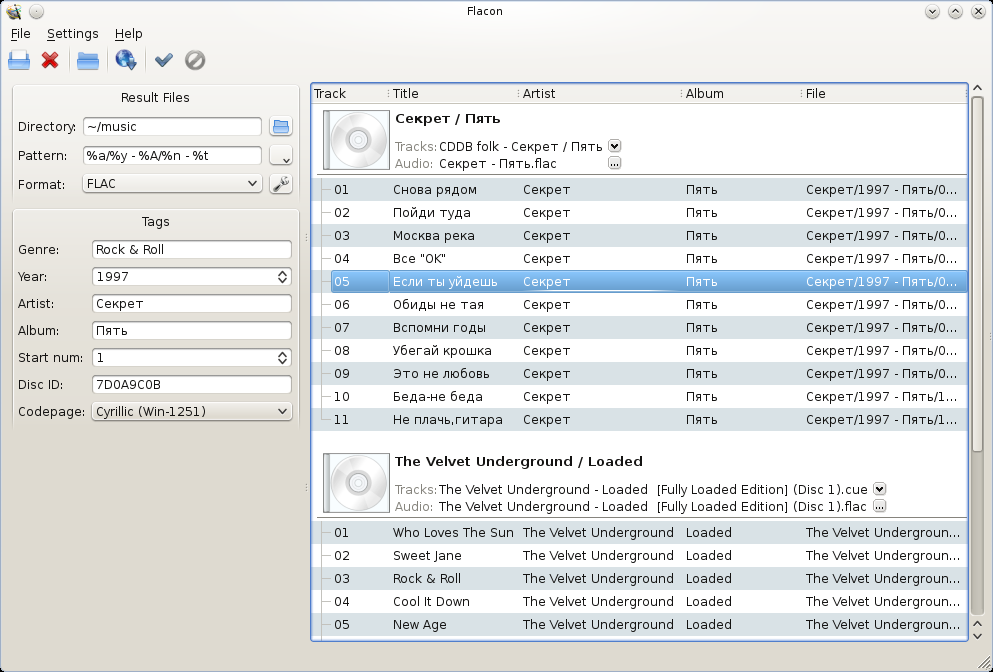 Flacon
File Settings Help
Result Files
Directory: ~/music
Pattern: %a/%y - %A/%n - %t
Format: FLAC
Tags
Genre: Rock & Roll
Year: 1997
Artist: Секрет
Album: Пять
Start num: 1
Disc ID: 7D0A9C0B
Codepage: Cyrillic (Win-1251)
Track Title Artist Album File
Секрет / Пять
Tracks: CDDB folk - Секрет / Пять
Audio: Секрет - Пять.flac ...
01 Снова рядом Секрет Пять Секрет/1997 - Пять/0...
02 Пойди туда Секрет Пять Секрет/1997 - Пять/0...
03 Москва река Секрет Пять Секрет/1997 - Пять/0...
04 Все "ОК" Секрет Пять Секрет/1997 - Пять/0...
05 Если ты уйдешь Секрет Пять Секрет/1997 - Пять/0...
06 Обиды не тая Секрет Пять Секрет/1997 - Пять/0...
07 Вспомни годы Секрет Пять Секрет/1997 - Пять/0...
08 Убегай крошка Секрет Пять Секрет/1997 - Пять/0...
09 Это не любовь Секрет Пять Секрет/1997 - Пять/0...
10 Беда-не беда Секрет Пять Секрет/1997 - Пять/1...
11 Не плачь,гитара Секрет Пять Секрет/1997 - Пять/1...
The Velvet Underground / Loaded
Tracks: The Velvet Underground - Loaded [Fully Loaded Edition] (Disc 1).cue
Audio: The Velvet Underground - Loaded [Fully Loaded Edition] (Disc 1).flac ...
01 Who Loves The Sun The Velvet Underground Loaded The Velvet Undergroun...
02 Sweet Jane The Velvet Underground Loaded The Velvet Undergroun...
03 Rock & Roll The Velvet Underground Loaded The Velvet Undergroun...
04 Cool It Down The Velvet Underground Loaded The Velvet Undergroun...
05 New Age The Velvet Underground Loaded The Velvet Undergroun...